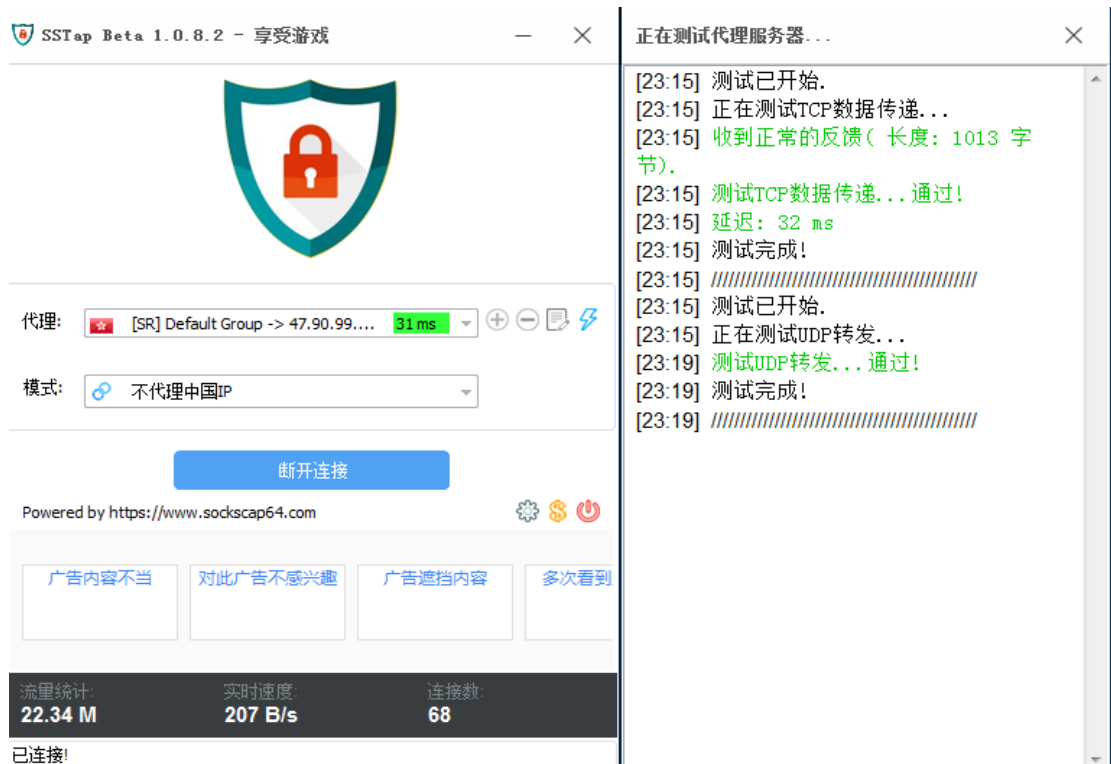 SSTap Beta 1.0.8.2 - 享受游戏
代理:
[SR] Default Group -> 47.90.99....
31 ms
模式:
不代理中国IP
断开连接
Powered by https://www.sockscap64.com
广告内容不当
对此广告不感兴趣
广告遮挡内容
多次看到
流里统计:
22.34 M
实时速度:
207 B/s
连接数:
68
已连接!
正在测试代理服务器...
[23:15] 测试已开始.
[23:15] 正在测试TCP数据传递...
[23:15] 收到正常的反馈( 长度: 1013 字
节).
[23:15] 测试TCP数据传递...通过!
[23:15] 延迟: 32 ms
[23:15] 测试完成!
[23:15] //////////////////////////////////////////////
[23:15] 测试已开始.
[23:15] 正在测试UDP转发...
[23:19] 测试UDP转发...通过!
[23:19] 测试完成!
[23:19] //////////////////////////////////////////////